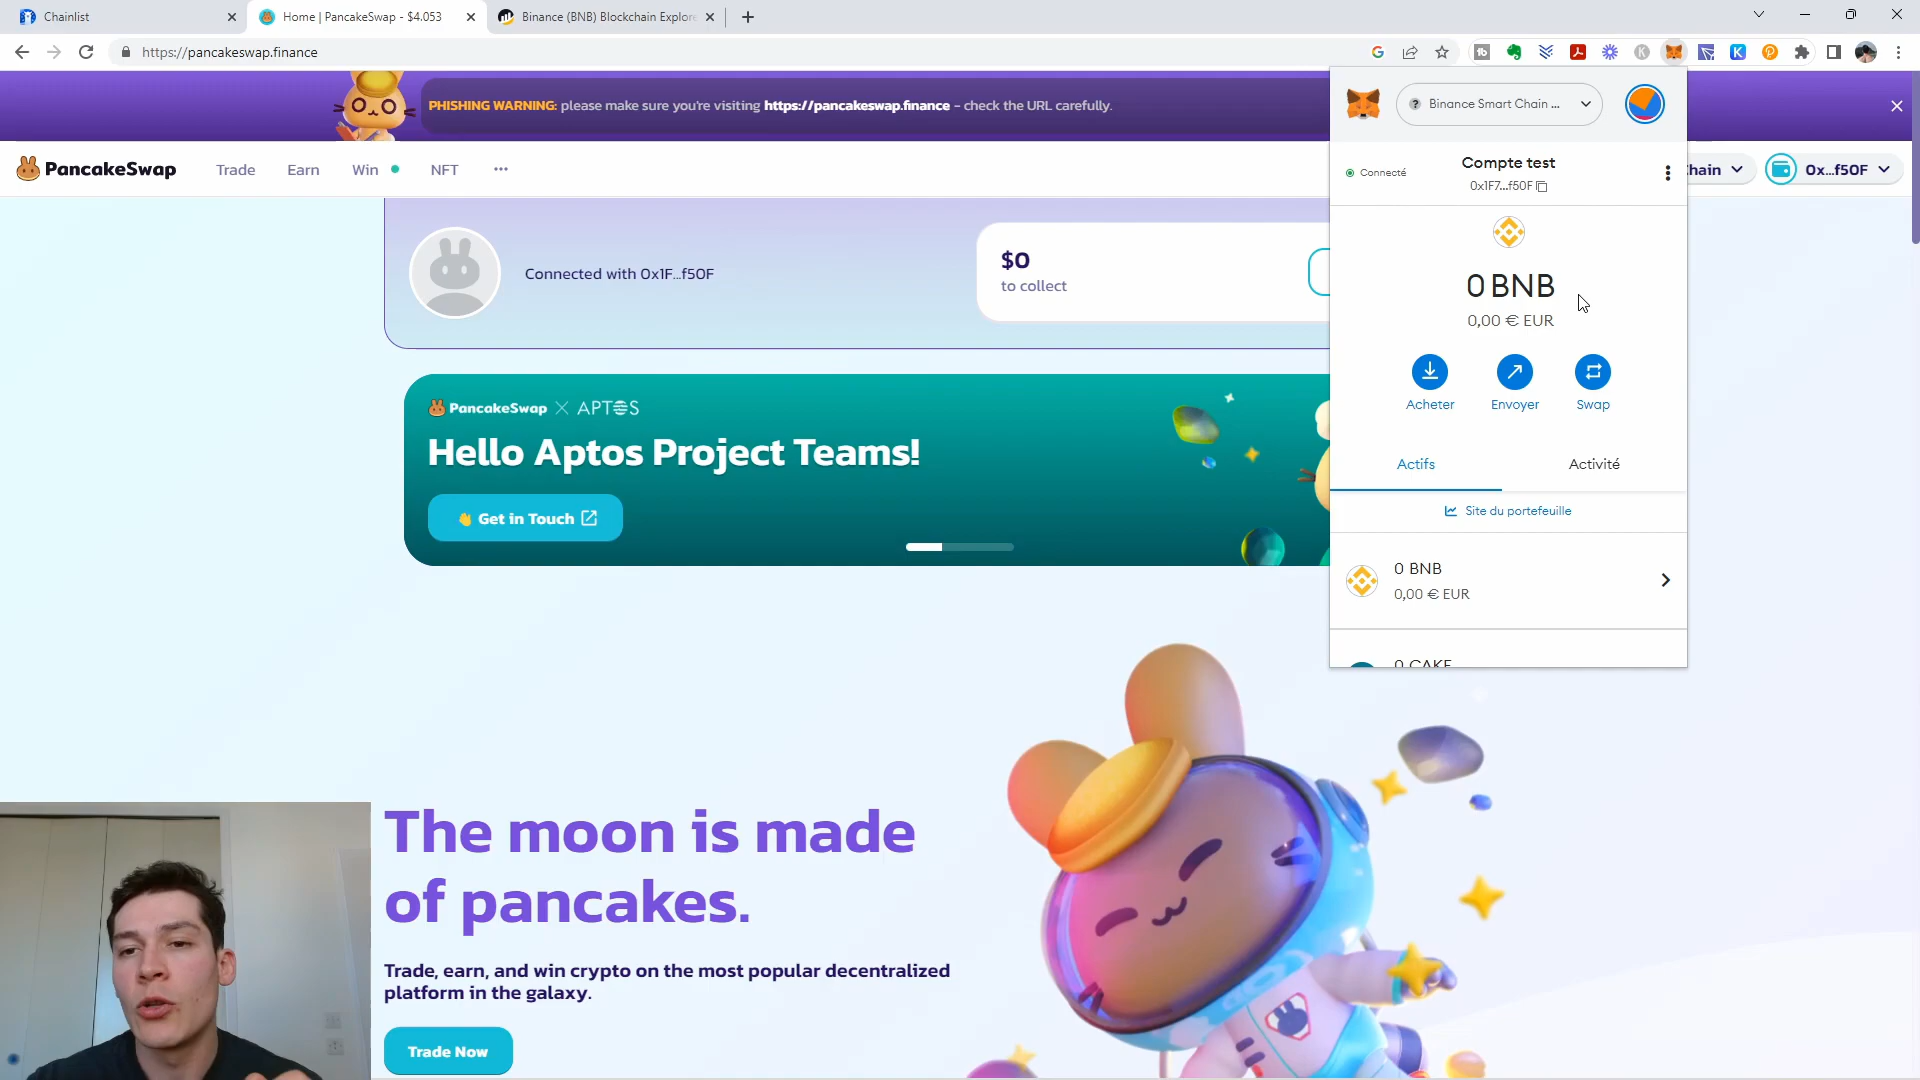 Chainlist
Home | PancakeSwap - $4.053
Binance (BNB) Blockchain Explore
https://pancakeswap.finance
PHISHING WARNING: please make sure you're visiting https://pancakeswap.finance - check the URL carefully.
PancakeSwap
Trade
Earn
Win
NFT
Chain
0x...f50F
Connected with 0x1F...f50F
$0
to collect
PancakeSwap X APTOS
Hello Aptos Project Teams!
Get in Touch
The moon is made
of pancakes.
Trade, earn, and win crypto on the most popular decentralized
platform in the galaxy.
Trade Now
Binance Smart Chain ...
Connecté
Compte test
0x1F7...f50F
0 BNB
0,00 € EUR
Acheter
Envoyer
Swap
Actifs
Activité
Site du portefeuille
0 BNB
0,00 € EUR
0 CAKE